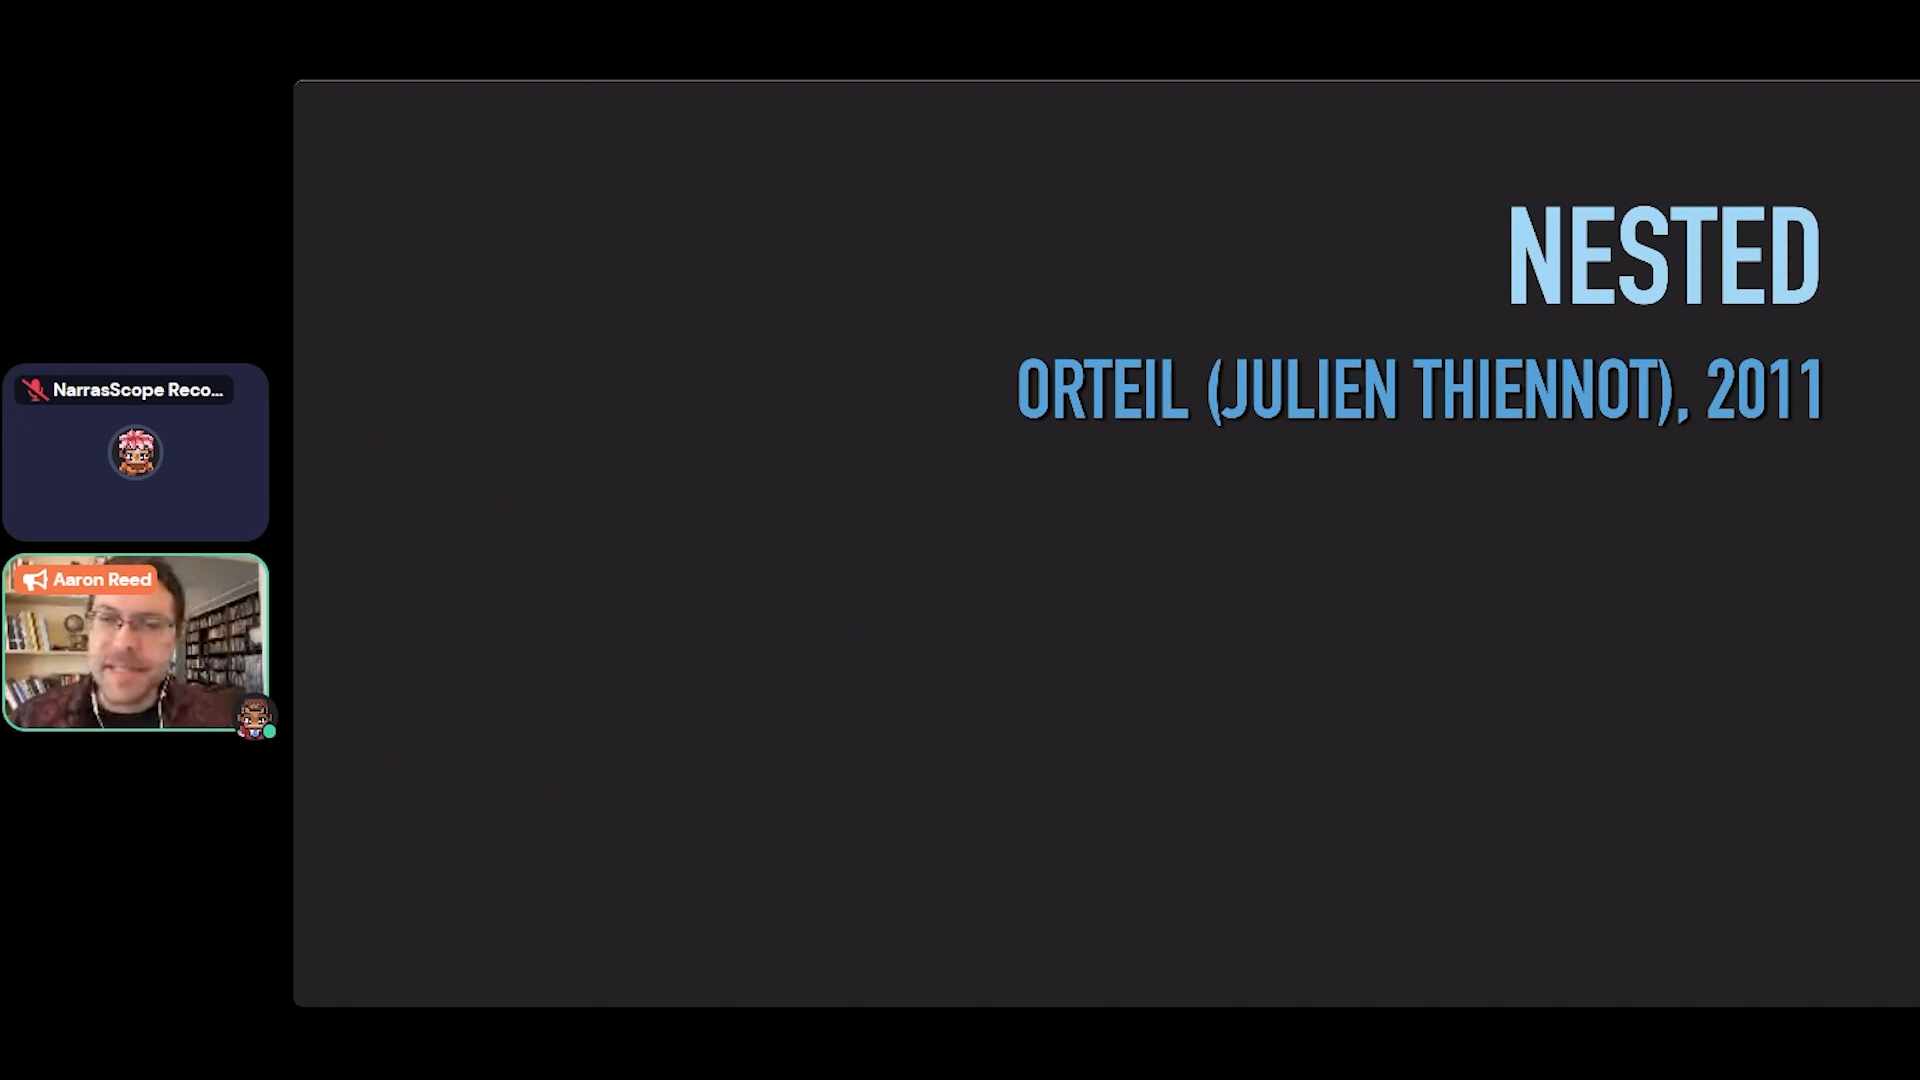 NESTED
ORTEIL (JULIEN THIENNOT), 2011
NarrasScope Reco...
Aaron Reed